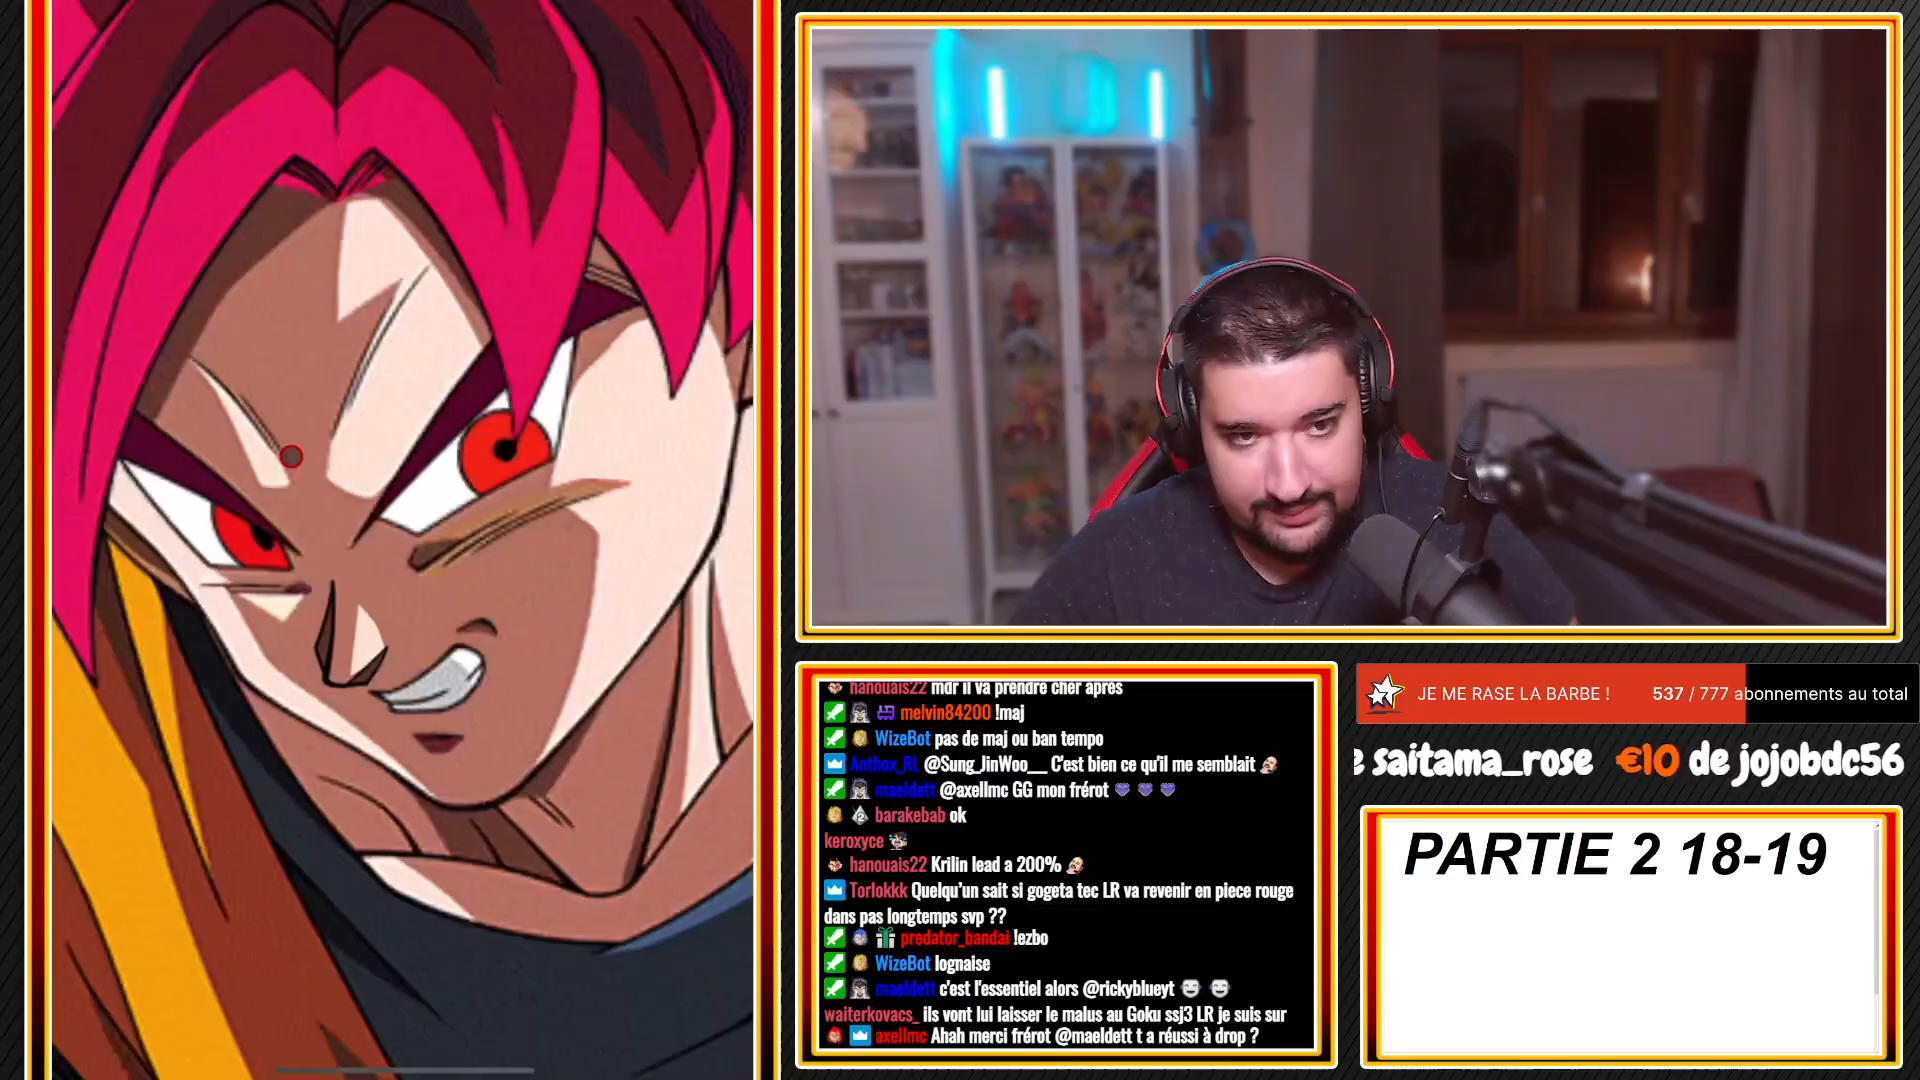 hanouais22 mdr il va prendre cher après
melvin84200 !maj
WizeBot pas de maj ou ban tempo
Anthox_RL @Sung_JinWoo__ C'est bien ce qu'il me semblait
maeldett @axellmc GG mon frérot
barakebab ok
keroxyce
hanouais22 Krilin lead a 200%
Torlokkk Quelqu'un sait si gogeta tec LR va revenir en piece rouge
dans pas longtemps svp ??
predator_bandai !ezbo
WizeBot lognaise
maeldett c'est l'essentiel alors @rickyblueyt
waiterkovacs_ ils vont lui laisser le malus au Goku ssj3 LR je suis sur
axellmc Ahah merci frérot @maeldett t a réussi à drop ?
JE ME RASE LA BARBE ! 537 / 777 abonnements au total
e saitama_rose €10 de jojobdc56
PARTIE 2 18-19